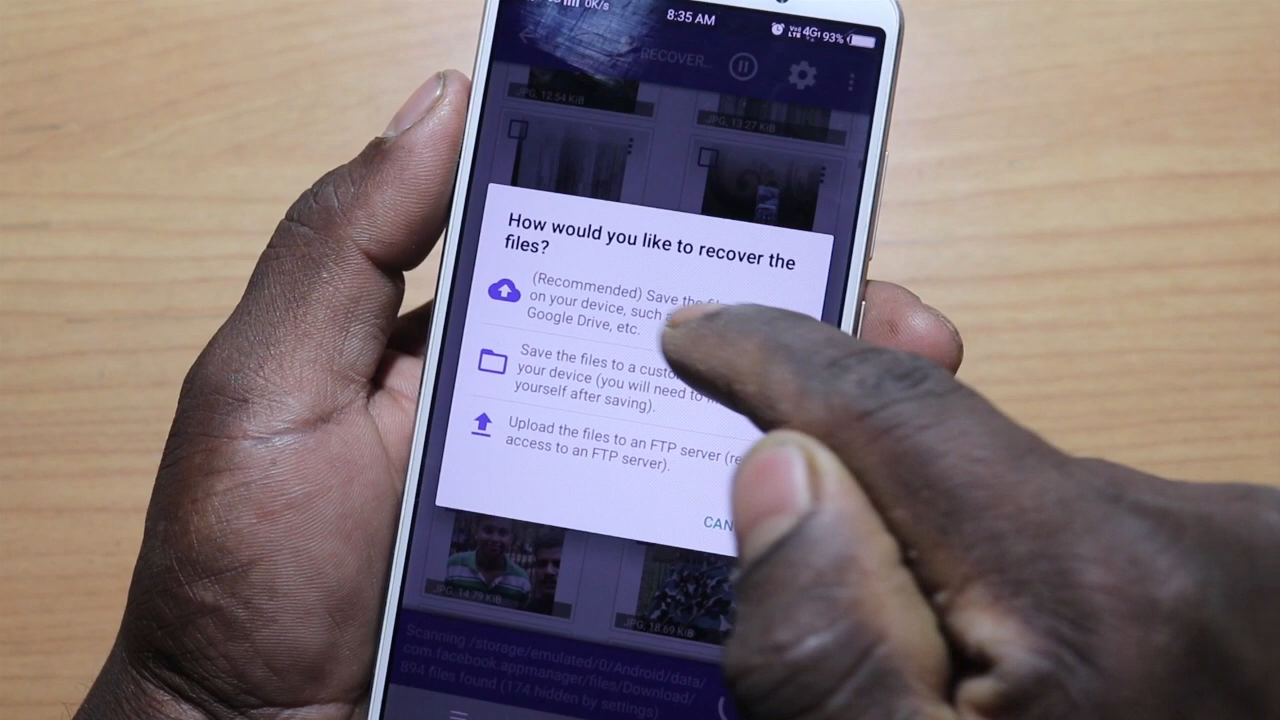 0K/s
8:35 AM
VoLTE 4G 93%
RECOVER...
JPG, 12.54 KiB
JPG, 13.27 KiB
How would you like to recover the
files?
(Recommended) Save the
on your device, such
Google Drive, etc.
Save the files to a
your device (you will need to
yourself after saving).
Upload the files to an FTP server
access to an FTP server).
JPG, 14.79 KiB
JPG, 18.69 KiB
Scanning /storage/emulated/0/Android/data/
com.facebook.appmanager/files/Download/
894 files found (174 hidden by settings)